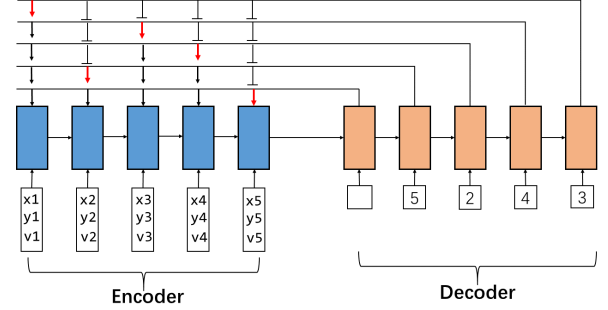 x1 x2 x3 x4 x5
y1 y2 y3 y4 y5
v1 v2 v3 v4 v5
5 2 4 3
Encoder
Decoder